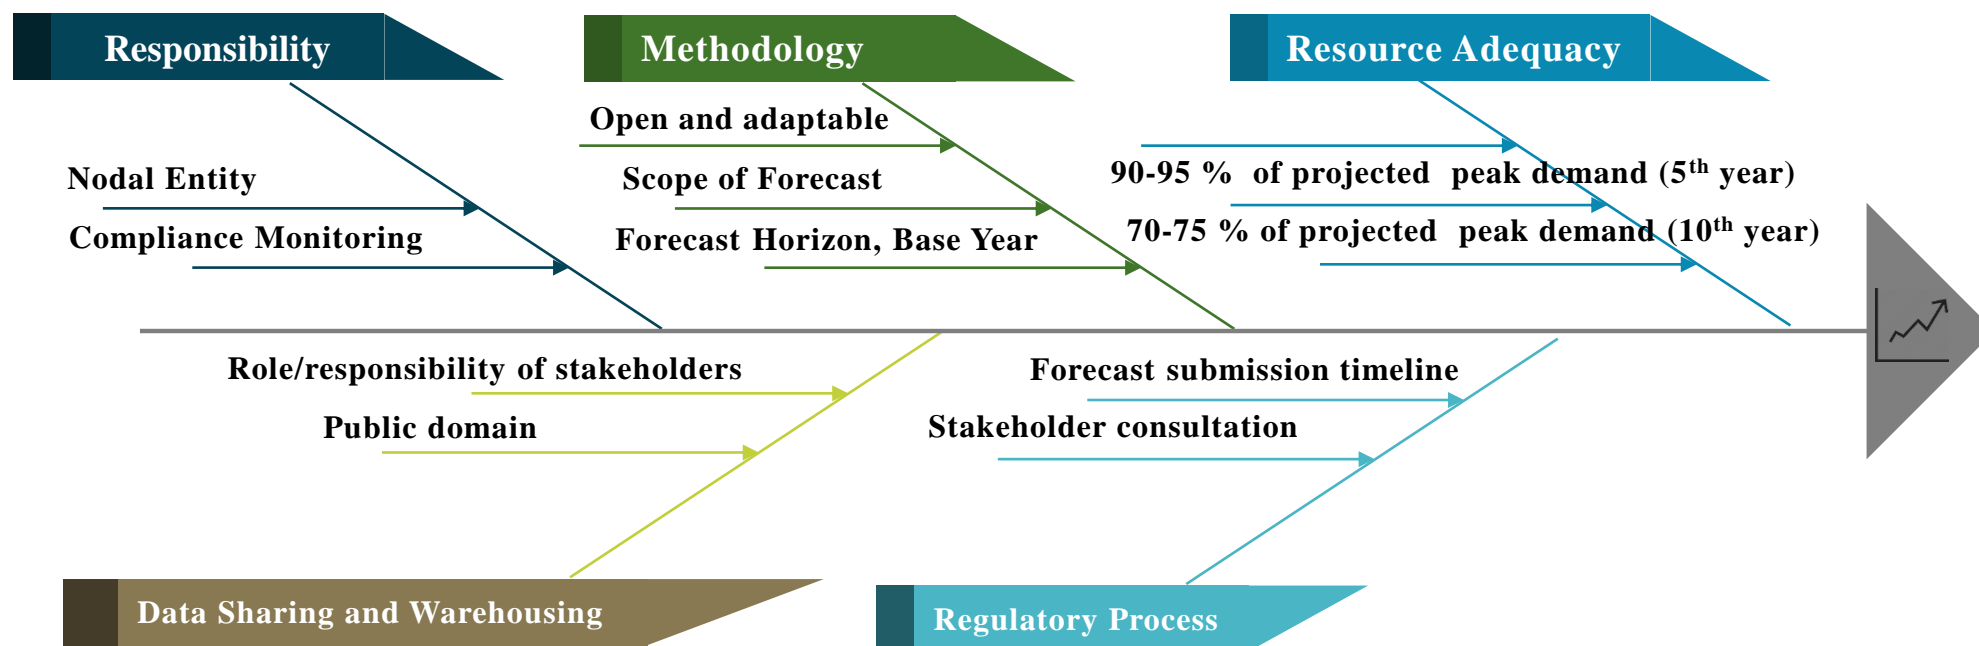 Responsibility
Methodology
Resource Adequacy
Open and adaptable
Nodal Entity
Scope of Forecast
90-95 % of projected peak demand (5th year)
Compliance Monitoring
Forecast Horizon, Base Year
70-75 % of projected peak demand (10th year)
Role/responsibility of stakeholders
Forecast submission timeline
Public domain
Stakeholder consultation
Data Sharing and Warehousing
Regulatory Process